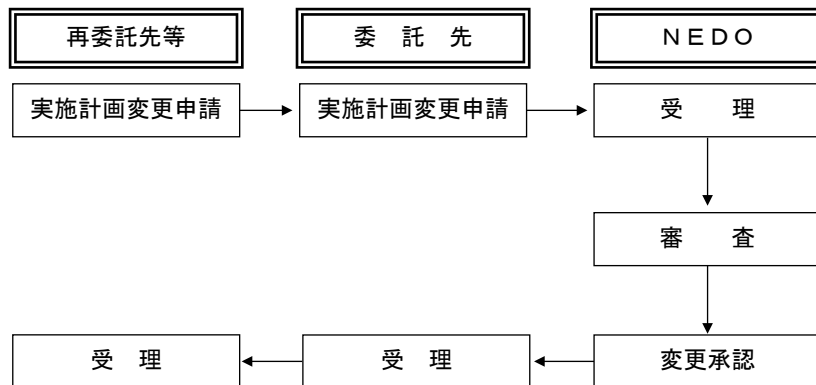 再委託先等
委　託　先
ＮＥＤＯ
実施計画変更申請
実施計画変更申請
受　　理
審　　査
受　理
受　理
変更承認